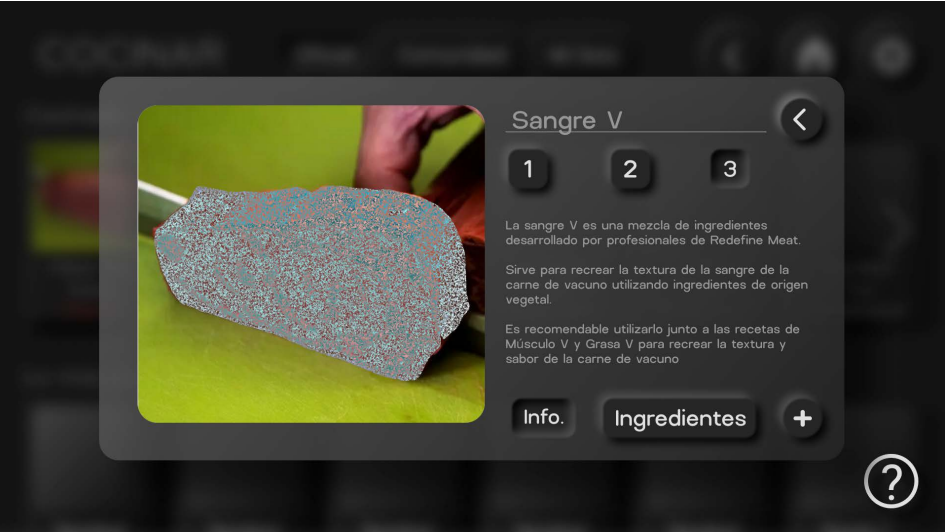 COCINAR
Sangre V
1
2
3
La sangre V es una mezcla de ingredientes
desarrollado por profesionales de Redefine Meat.
Sirve para recrear la textura de la sangre de la
carne de vacuno utilizando ingredientes de origen
vegetal.
Es recomendable utilizarlo junto a las recetas de
Músculo V y Grasa V para recrear la textura y
sabor de la carne de vacuno
Info.
Ingredientes
+
?